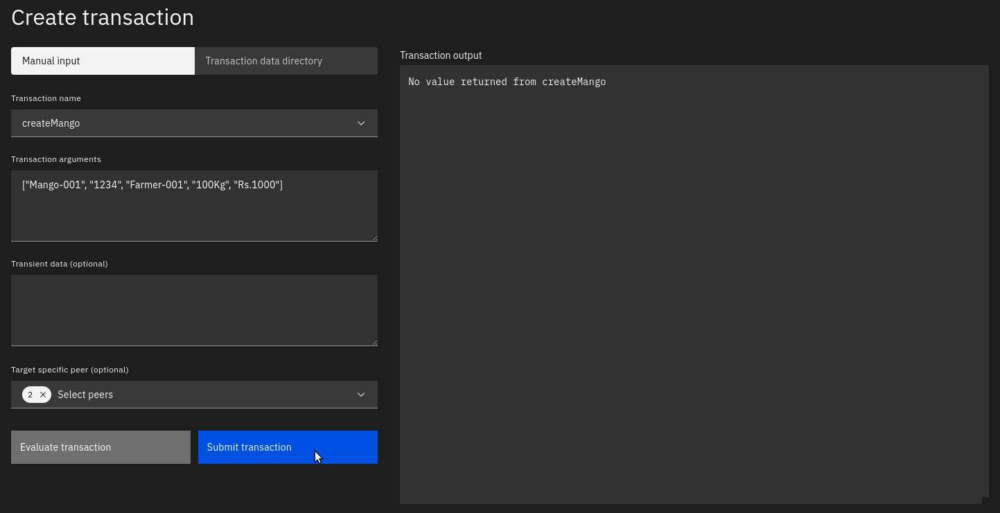 Create transaction
Manual input
Transaction data directory
Transaction name
createMango
Transaction arguments
["Mango-001", "1234", "Farmer-001", "100Kg", "Rs.1000"]
Transient data (optional)
Target specific peer (optional)
2 × Select peers
Evaluate transaction
Submit transaction
Transaction output
No value returned from createMango